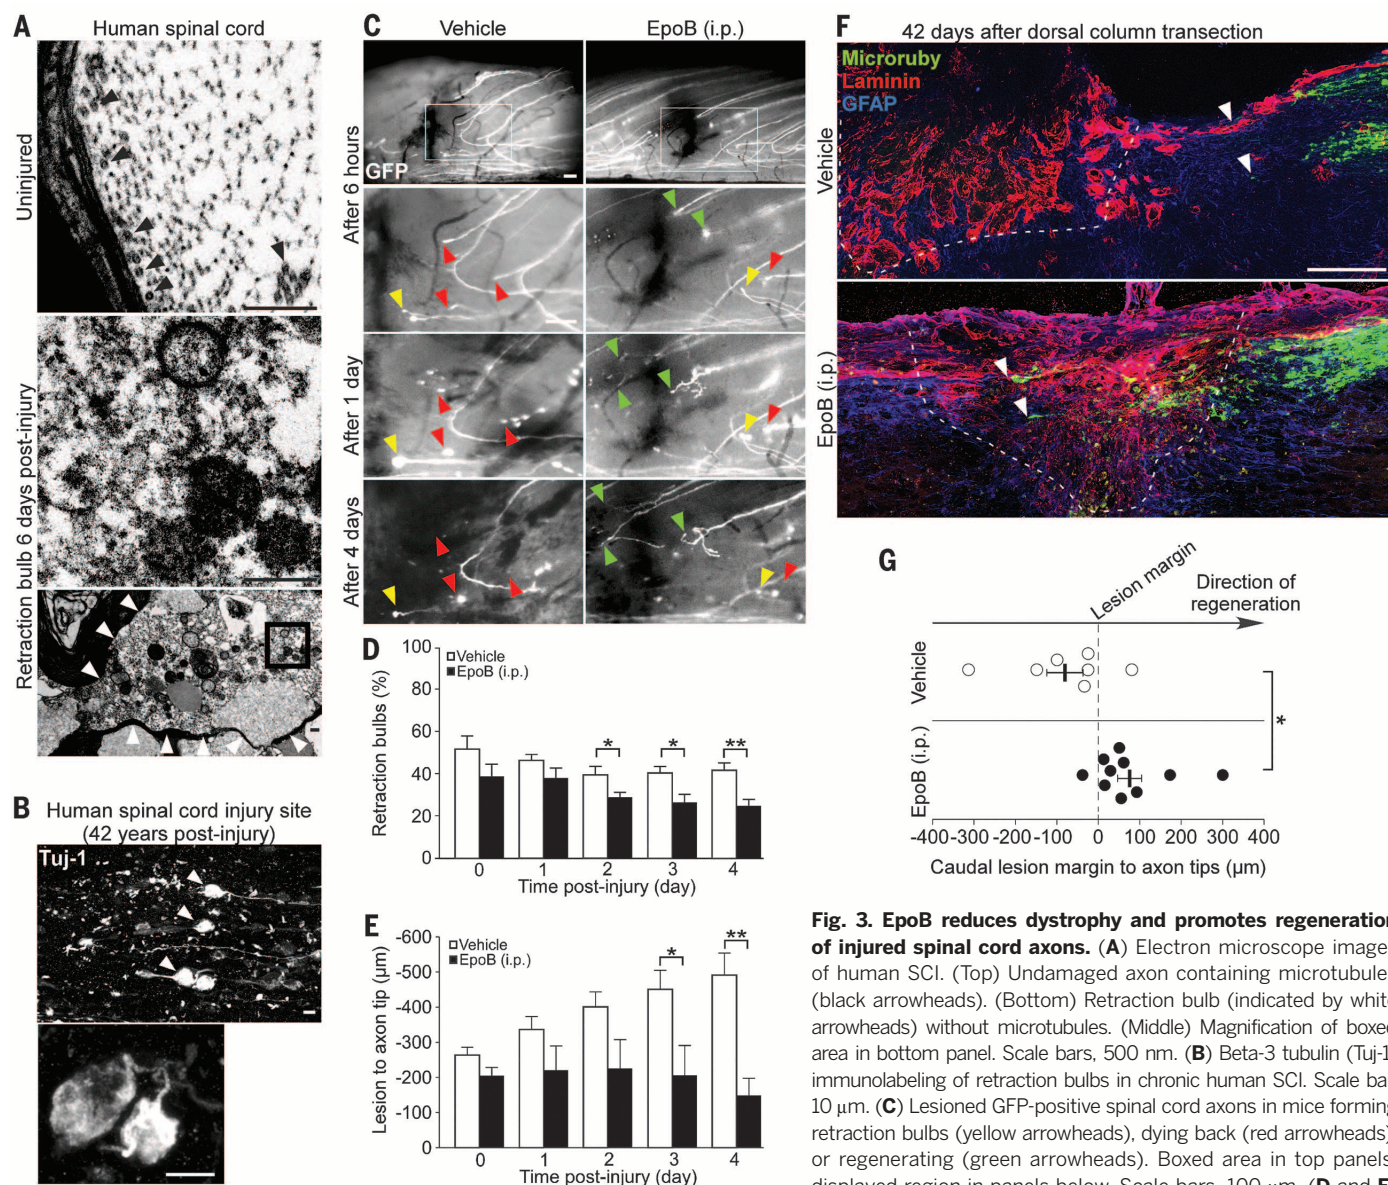 A
Human spinal cord
Uninjured
Retraction bulb 6 days post-injury
B
Human spinal cord injury site
(42 years post-injury)
Tuj-1
C
Vehicle
EpoB (i.p.)
After 6 hours
GFP
After 1 day
After 4 days
D
100
80
60
40
20
0
Retraction bulbs (%)
Vehicle
EpoB (i.p.)
*
*
**
0 1 2 3 4
Time post-injury (day)
E
-600
-500
-400
-300
-200
-100
0
Lesion to axon tip (µm)
Vehicle
EpoB (i.p.)
*
**
0 1 2 3 4
Time post-injury (day)
F
42 days after dorsal column transection
Microruby
Laminin
GFAP
Vehicle
EpoB (i.p.)
G
Lesion margin
Direction of
regeneration
Vehicle
EpoB (i.p.)
*
-400 -300 -200 -100 0 100 200 300 400
Caudal lesion margin to axon tips (µm)
Fig. 3. EpoB reduces dystrophy and promotes regeneration
of injured spinal cord axons. (A) Electron microscope image
of human SCI. (Top) Undamaged axon containing microtubule
(black arrowheads). (Bottom) Retraction bulb (indicated by white
arrowheads) without microtubules. (Middle) Magnification of boxed
area in bottom panel. Scale bars, 500 nm. (B) Beta-3 tubulin (Tuj-1
immunolabeling of retraction bulbs in chronic human SCI. Scale ba
10 µm. (C) Lesioned GFP-positive spinal cord axons in mice forming
retraction bulbs (yellow arrowheads), dying back (red arrowheads)
or regenerating (green arrowheads). Boxed area in top panels
displayed region in panels below. Scale bars, 100 µm. (D and E